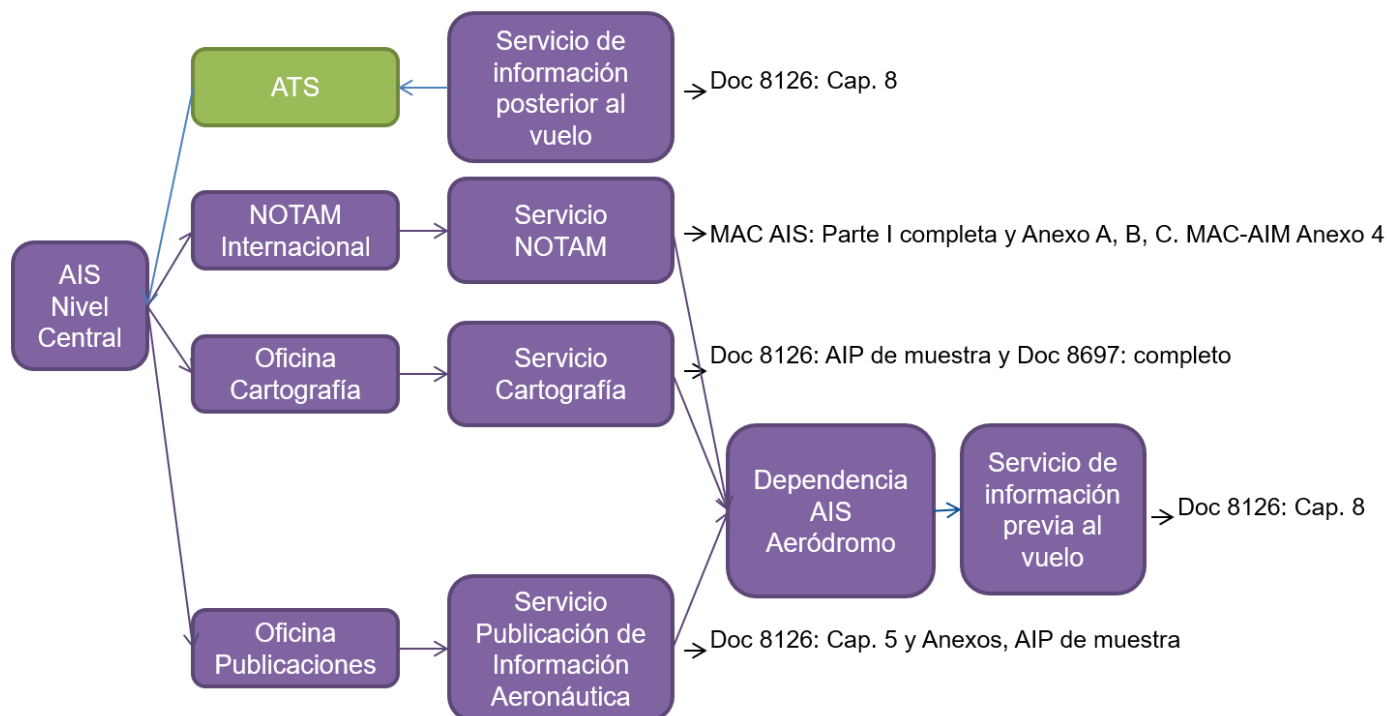 ATS
Servicio de
información
posterior al
vuelo
Doc 8126: Cap. 8
NOTAM
Internacional
Servicio
NOTAM
MAC AIS: Parte I completa y Anexo A, B, C. MAC-AIM Anexo 4
AIS
Nivel
Central
Oficina
Cartografía
Servicio
Cartografía
Doc 8126: AIP de muestra y Doc 8697: completo
Dependencia
AIS
Aeródromo
Servicio de
información
previa al
vuelo
Doc 8126: Cap. 8
Oficina
Publicaciones
Servicio
Publicación de
Información
Aeronáutica
Doc 8126: Cap. 5 y Anexos, AIP de muestra